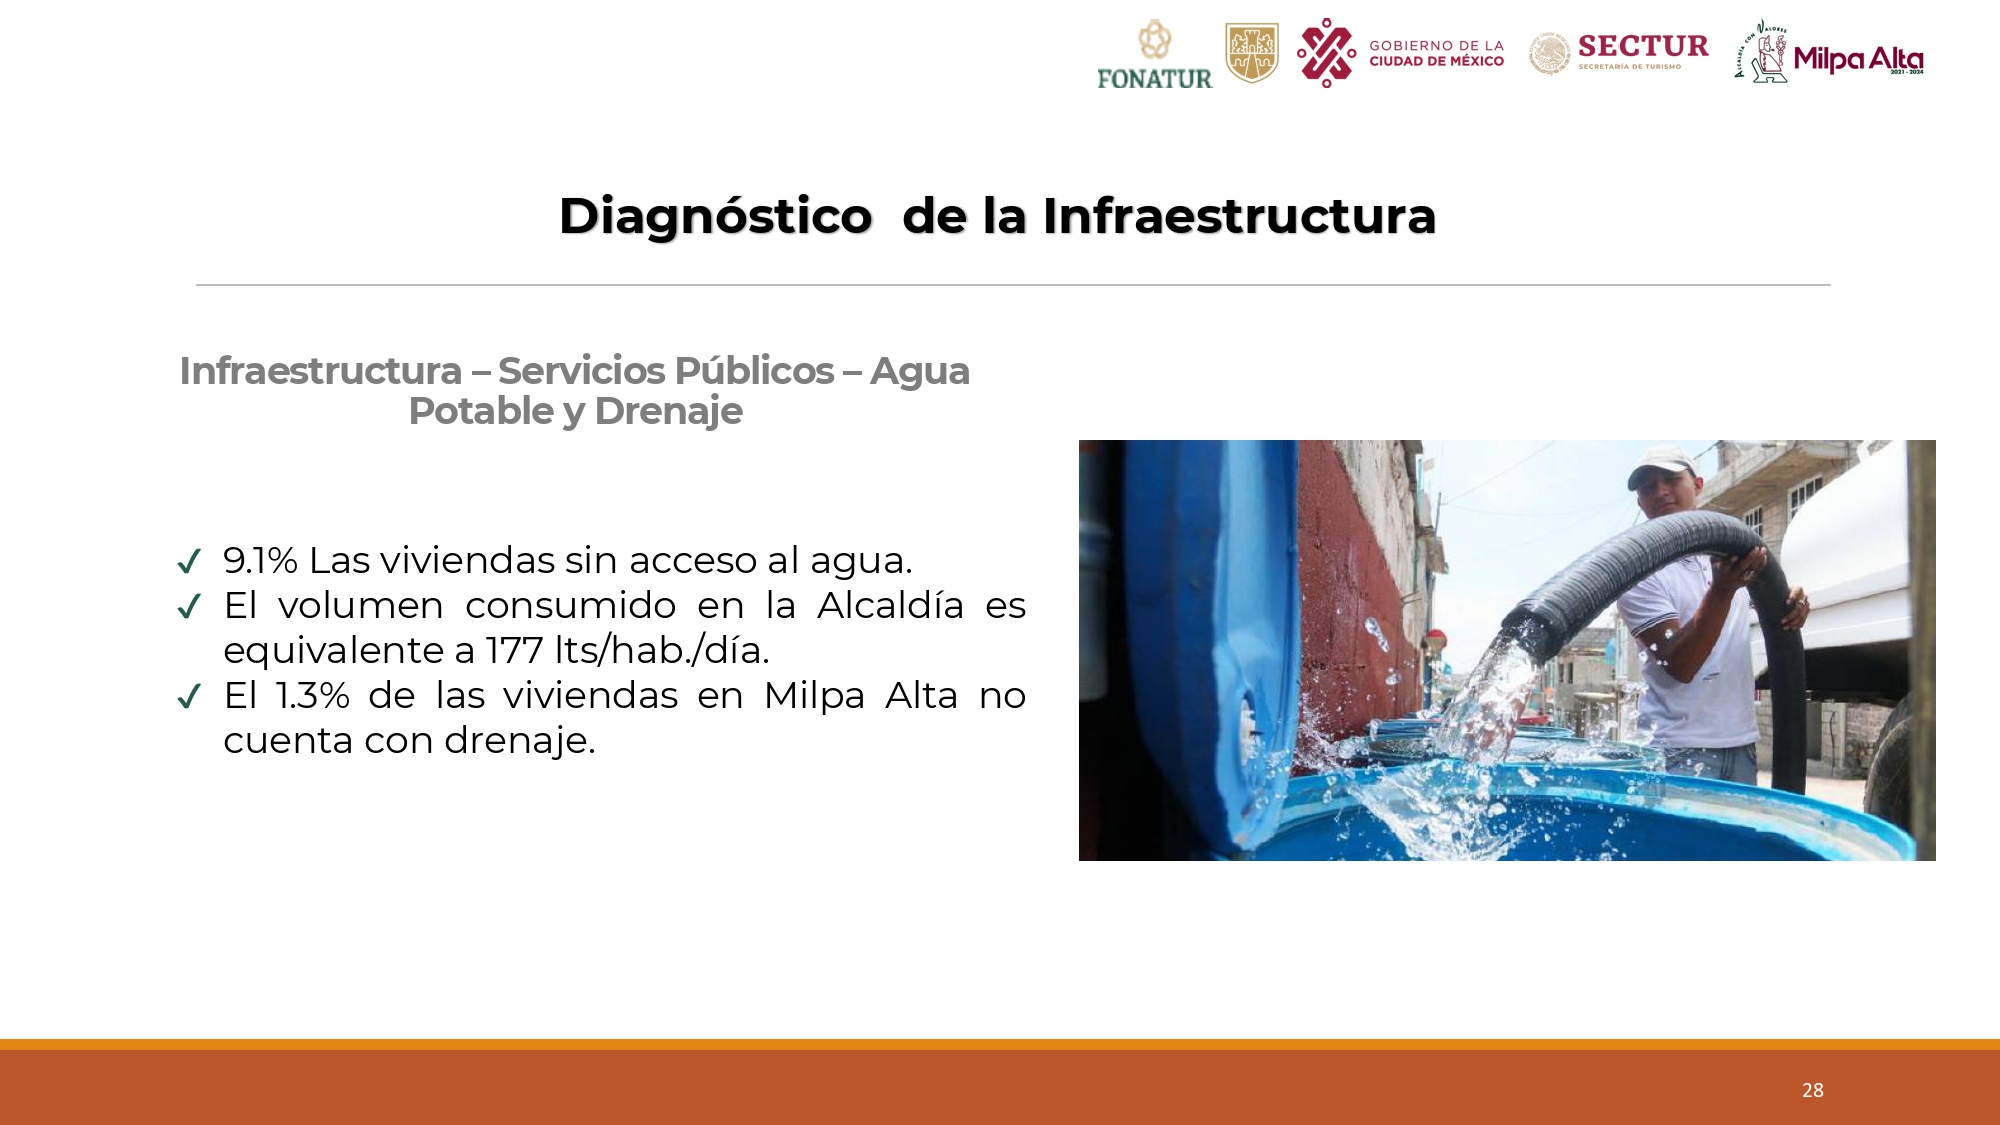 FONATUR
GOBIERNO DE LA
CIUDAD DE MÉXICO
SECTUR
SECRETARÍA DE TURISMO
ALCALDÍA CON VALORES
Milpa Alta
2021 - 2024
Diagnóstico  de la Infraestructura
Infraestructura – Servicios Públicos – Agua
Potable y Drenaje
✓ 9.1% Las viviendas sin acceso al agua.
✓ El volumen consumido en la Alcaldía es
equivalente a 177 lts/hab./día.
✓ El 1.3% de las viviendas en Milpa Alta no
cuenta con drenaje.
28